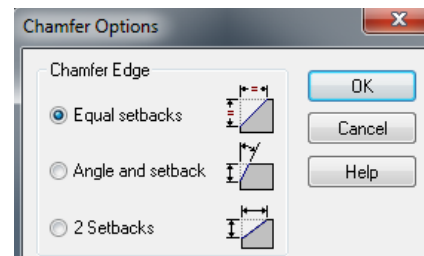 Chamfer Options
Chamfer Edge
Equal setbacks
Angle and setback
2 Setbacks
OK
Cancel
Help